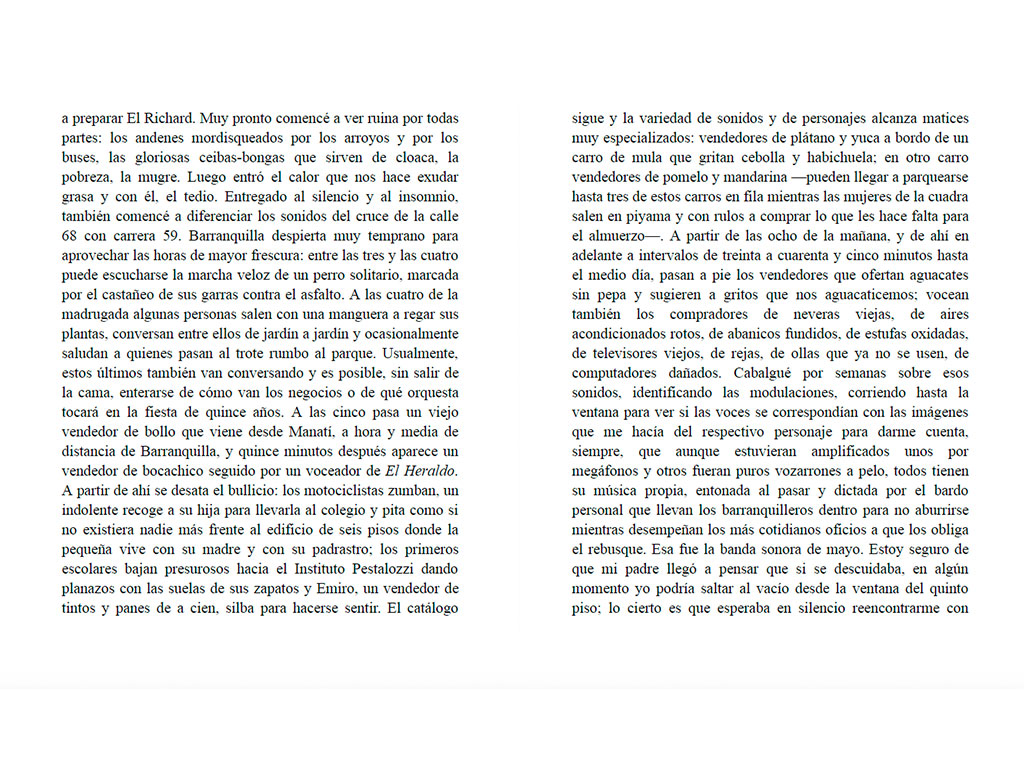 a preparar El Richard. Muy pronto comencé a ver ruina por todas
partes: los andenes mordisqueados por los arroyos y por los
buses, las gloriosas ceibas-bongas que sirven de cloaca, la
pobreza, la mugre. Luego entró el calor que nos hace exudar
grasa y con él, el tedio. Entregado al silencio y al insomnio,
también comencé a diferenciar los sonidos del cruce de la calle
68 con carrera 59. Barranquilla despierta muy temprano para
aprovechar las horas de mayor frescura: entre las tres y las cuatro
puede escucharse la marcha veloz de un perro solitario, marcada
por el castañeo de sus garras contra el asfalto. A las cuatro de la
madrugada algunas personas salen con una manguera a regar sus
plantas, conversan entre ellos de jardín a jardín y ocasionalmente
saludan a quienes pasan al trote rumbo al parque. Usualmente,
estos últimos también van conversando y es posible, sin salir de
la cama, enterarse de cómo van los negocios o de qué orquesta
tocará en la fiesta de quince años. A las cinco pasa un viejo
vendedor de bollo que viene desde Manatí, a hora y media de
distancia de Barranquilla, y quince minutos después aparece un
vendedor de bocachico seguido por un voceador de El Heraldo.
A partir de ahí se desata el bullicio: los motociclistas zumban, un
indolente recoge a su hija para llevarla al colegio y pita como si
no existiera nadie más frente al edificio de seis pisos donde la
pequeña vive con su madre y con su padrastro; los primeros
escolares bajan presurosos hacia el Instituto Pestalozzi dando
planazos con las suelas de sus zapatos y Emiro, un vendedor de
tintos y panes de a cien, silba para hacerse sentir. El catálogo
sigue y la variedad de sonidos y de personajes alcanza matices
muy especializados: vendedores de plátano y yuca a bordo de un
carro de mula que gritan cebolla y habichuela; en otro carro
vendedores de pomelo y mandarina —pueden llegar a parquearse
hasta tres de estos carros en fila mientras las mujeres de la cuadra
salen en piyama y con rulos a comprar lo que les hace falta para
el almuerzo—. A partir de las ocho de la mañana, y de ahí en
adelante a intervalos de treinta a cuarenta y cinco minutos hasta
el medio día, pasan a pie los vendedores que ofertan aguacates
sin pepa y sugieren a gritos que nos aguacaticemos; vocean
también los compradores de neveras viejas, de aires
acondicionados rotos, de abanicos fundidos, de estufas oxidadas,
de televisores viejos, de rejas, de ollas que ya no se usen, de
computadores dañados. Cabalgué por semanas sobre esos
sonidos, identificando las modulaciones, corriendo hasta la
ventana para ver si las voces se correspondían con las imágenes
que me hacía del respectivo personaje para darme cuenta,
siempre, que aunque estuvieran amplificados unos por
megáfonos y otros fueran puros vozarrones a pelo, todos tienen
su música propia, entonada al pasar y dictada por el bardo
personal que llevan los barranquilleros dentro para no aburrirse
mientras desempeñan los más cotidianos oficios a que los obliga
el rebusque. Esa fue la banda sonora de mayo. Estoy seguro de
que mi padre llegó a pensar que si se descuidaba, en algún
momento yo podría saltar al vacío desde la ventana del quinto
piso; lo cierto es que esperaba en silencio reencontrarme con